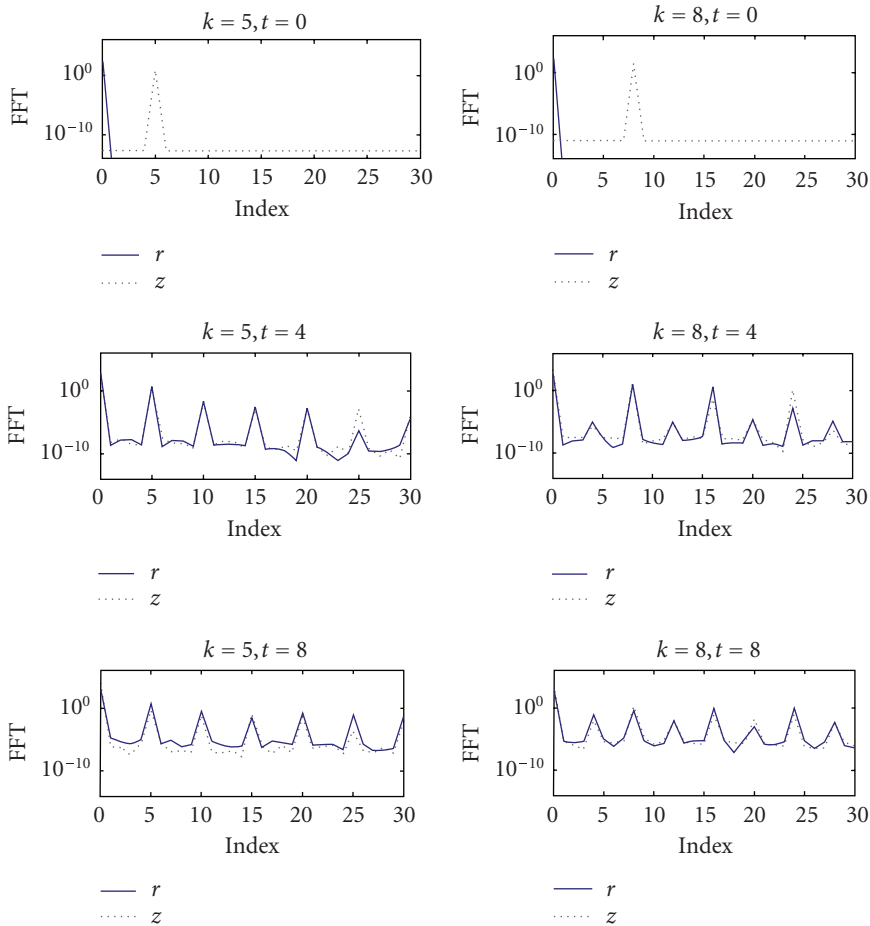 k = 5, t = 0
FFT
10^0
10^-10
0 5 10 15 20 25 30
Index
r
z
k = 8, t = 0
FFT
10^0
10^-10
0 5 10 15 20 25 30
Index
r
z
k = 5, t = 4
FFT
10^0
10^-10
0 5 10 15 20 25 30
Index
r
z
k = 8, t = 4
FFT
10^0
10^-10
0 5 10 15 20 25 30
Index
r
z
k = 5, t = 8
FFT
10^0
10^-10
0 5 10 15 20 25 30
Index
r
z
k = 8, t = 8
FFT
10^0
10^-10
0 5 10 15 20 25 30
Index
r
z